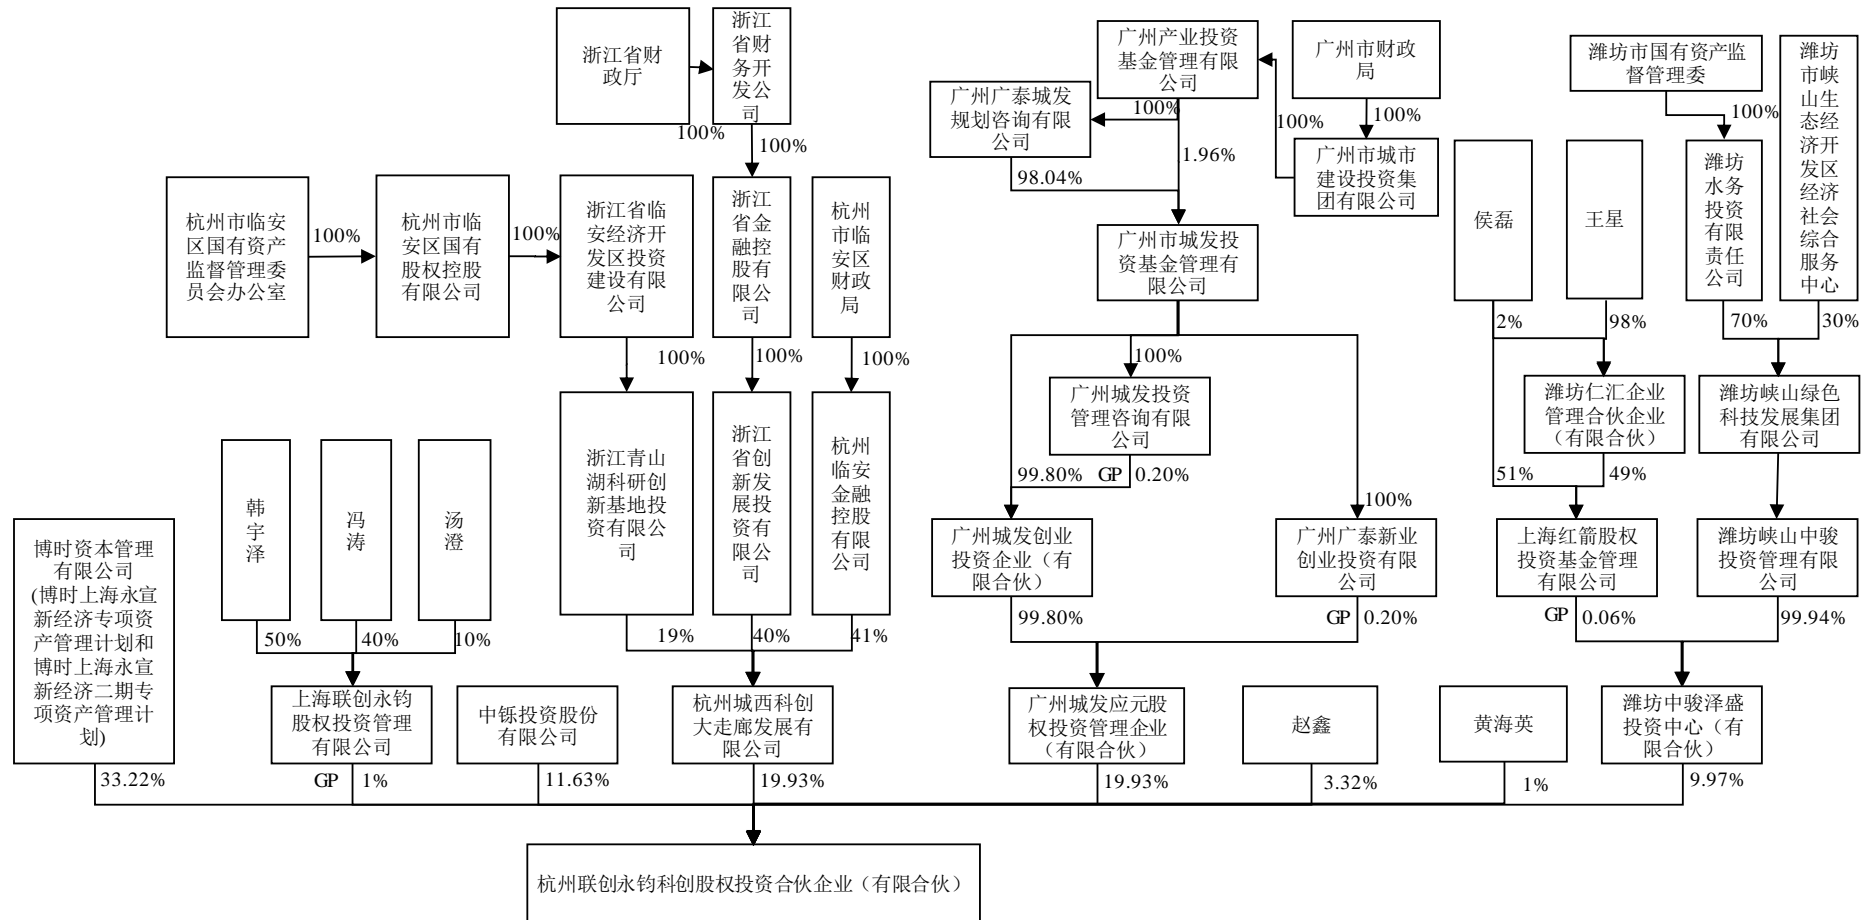 浙江省财
政厅
浙江
省财
务开
发公
司
广州产业投资
基金管理有限
公司
广州市财政
局
潍坊市国有资产监
督管理委
潍坊
市峡
山生
态经
济开
发区
经济
社会
综合
服务
中心
广州广泰城发
规划咨询有限
公司
100%
100%
100%
100%
100%
100%
1.96%
98.04%
广州市城市
建设投资集
团有限公司
潍坊
水务
投资
有限
责任
公司
侯磊
王星
杭州市临安
区国有资产
监督管理委
员会办公室
100%
杭州市临
安区国有
股权控股
有限公司
100%
浙江省临
安经济开
发区投资
建设有限
公司
浙江
省金
融控
股有
限公
司
杭州
市临
安区
财政
局
广州市城发投
资基金管理有
限公司
2%
98%
70%
30%
100%
100%
100%
100%
广州城发投资
管理咨询有限
公司
潍坊仁汇企业
管理合伙企业
（有限合伙）
潍坊峡山绿色
科技发展集团
有限公司
韩
宇
泽
冯
涛
汤
澄
浙江青山
湖科研创
新基地投
资有限公
司
浙江
省创
新发
展投
资有
限公
司
杭州
临安
金融
控股
有限
公司
99.80%
GP
0.20%
100%
51%
49%
博时资本管理
有限公司
(博时上海永宣
新经济专项资
产管理计划和
博时上海永宣
新经济二期专
项资产管理计
划)
广州城发创业
投资企业（有
限合伙）
广州广泰新业
创业投资有限
公司
上海红箭股权
投资基金管理
有限公司
潍坊峡山中骏
投资管理有限
公司
50%
40%
10%
19%
40%
41%
99.80%
GP
0.20%
GP
0.06%
99.94%
上海联创永钧
股权投资管理
有限公司
中铄投资股份
有限公司
杭州城西科创
大走廊发展有
限公司
广州城发应元股
权投资管理企业
（有限合伙）
赵鑫
黄海英
潍坊中骏泽盛
投资中心（有
限合伙）
33.22%
GP
1%
11.63%
19.93%
19.93%
3.32%
1%
9.97%
杭州联创永钧科创股权投资合伙企业（有限合伙）